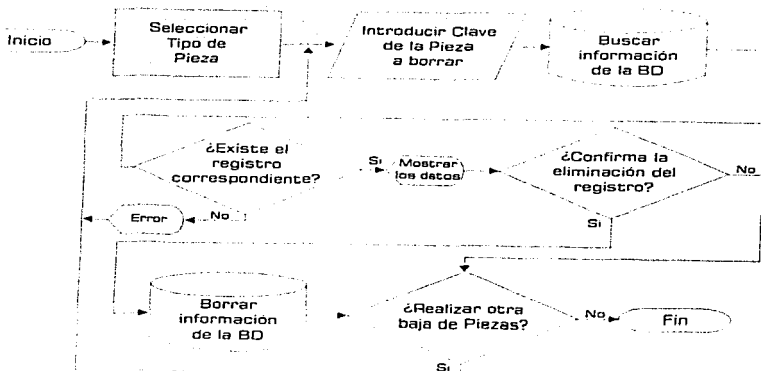 Inicio
Seleccionar
Tipo de
Pieza
Introducir Clave
de la Pieza
a borrar
Buscar
información
de la BD
¿Existe el
registro
correspondiente?
Si
Mostrar
los datos
¿Confirma la
eliminación del
registro?
No
Error
No
Si
Borrar
información
de la BD
¿Realizar otra
baja de Piezas?
No
Fin
Si